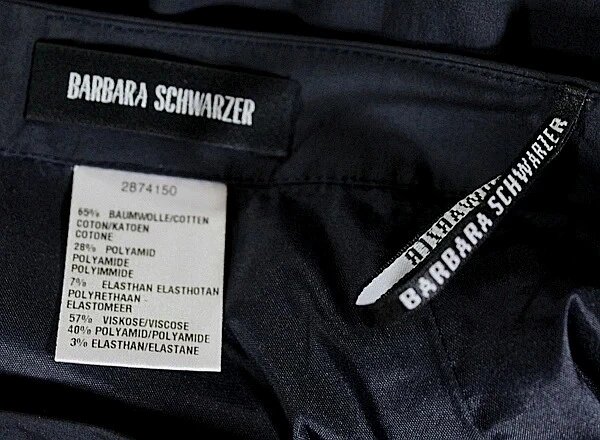 BARBARA SCHWARZER
2874150
65% BAUMWOLLE/COTTEN
COTON/KATOEN
COTONE
28% POLYAMID
POLYAMIDE
POLYIMMIDE
7% ELASTHAN ELASTHOTAN
POLYRETHAAN -
ELASTOMEER
57% VISKOSE/VISCOSE
40% POLYAMID/POLYAMIDE
3% ELASTHAN/ELASTANE
BARBARA SCHWARZER